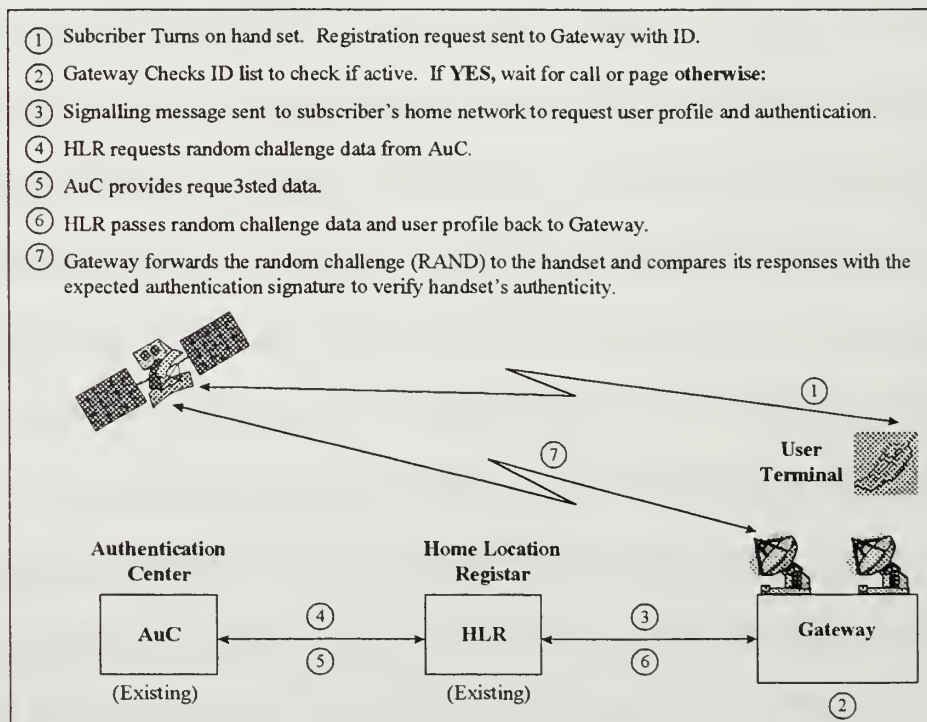 ① Subcriber Turns on hand set. Registration request sent to Gateway with ID.
② Gateway Checks ID list to check if active. If YES, wait for call or page otherwise:
③ Signalling message sent to subscriber's home network to request user profile and authentication.
④ HLR requests random challenge data from AuC.
⑤ AuC provides reque3sted data.
⑥ HLR passes random challenge data and user profile back to Gateway.
⑦ Gateway forwards the random challenge (RAND) to the handset and compares its responses with the
expected authentication signature to verify handset's authenticity.
①
User
Terminal
⑦
Authentication
Center
Home Location
Registar
AuC
④
⑤
HLR
③
⑥
Gateway
(Existing)
(Existing)
②